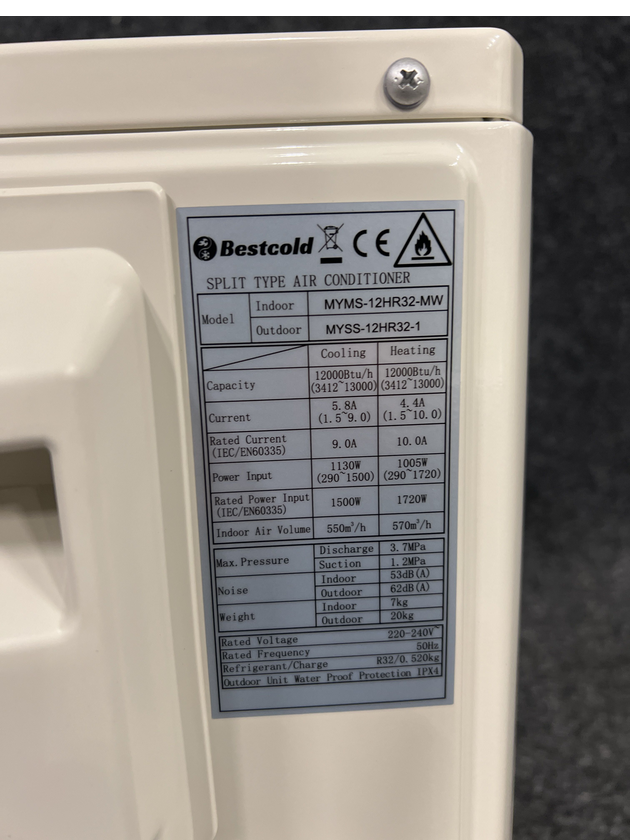 Bestcold CE
SPLIT TYPE AIR CONDITIONER
Model Indoor MYMS-12HR32-MW
Outdoor MYSS-12HR32-1
Cooling Heating
Capacity 12000Btu/h (3412~13000) 12000Btu/h (3412~13000)
Current 5.8A (1.5~9.0) 4.4A (1.5~10.0)
Rated Current (IEC/EN60335) 9.0A 10.0A
Power Input 1130W (290~1500) 1005W (290~1720)
Rated Power Input (IEC/EN60335) 1500W 1720W
Indoor Air Volume 550m³/h 570m³/h
Max. Pressure Discharge 3.7MPa
Suction 1.2MPa
Noise Indoor 53dB(A)
Outdoor 62dB(A)
Weight Indoor 7kg
Outdoor 20kg
Rated Voltage 220-240V~
Rated Frequency 50Hz
Refrigerant/Charge R32/0.520kg
Outdoor Unit Water Proof Protection IPX4